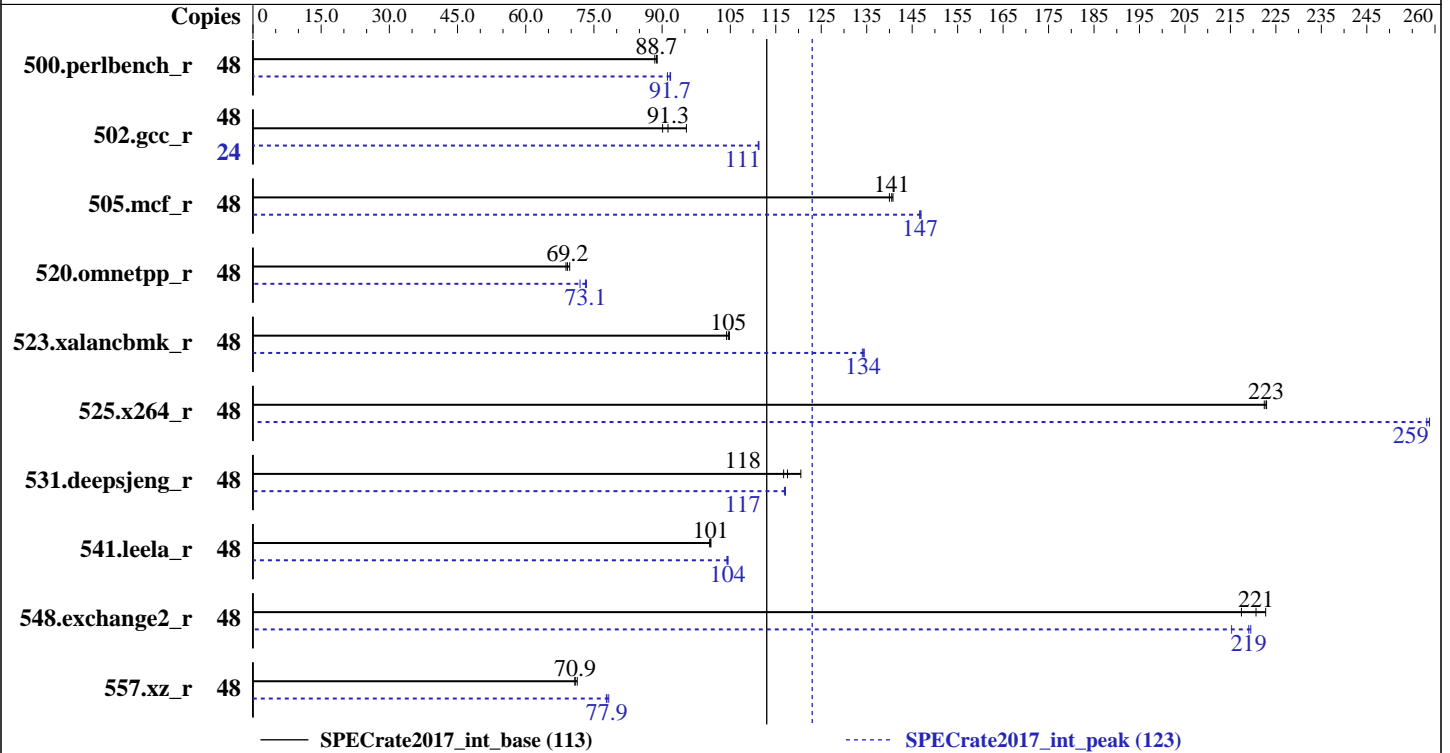 Copies 0 15.0 30.0 45.0 60.0 75.0 90.0 105 115 125 135 145 155 165 175 185 195 205 215 225 235 245 260
88.7
500.perlbench_r 48
91.7
48 91.3
502.gcc_r
24 111
141
505.mcf_r 48
147
69.2
520.omnetpp_r 48
73.1
105
523.xalancbmk_r 48
134
223
525.x264_r 48
259
118
531.deepsjeng_r 48
117
101
541.leela_r 48
104
221
548.exchange2_r 48
219
70.9
557.xz_r 48
77.9
SPECrate2017_int_base (113) SPECrate2017_int_peak (123)